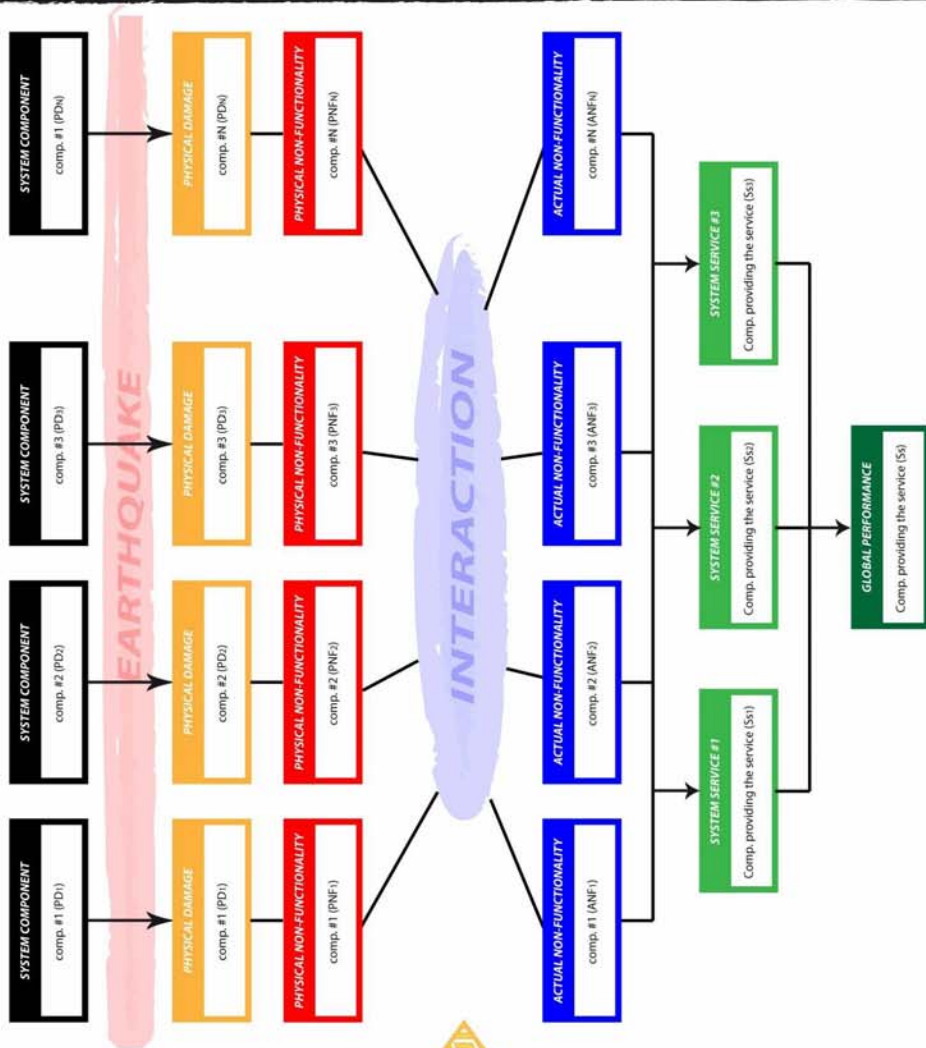 SYSTEM COMPONENT
comp. #1 (PD1)
SYSTEM COMPONENT
comp. #2 (PD2)
SYSTEM COMPONENT
comp. #3 (PD3)
SYSTEM COMPONENT
comp. #1 (PDN)
EARTHQUAKE
PHYSICAL DAMAGE
comp. #1 (PD1)
PHYSICAL DAMAGE
comp. #2 (PD2)
PHYSICAL DAMAGE
comp. #3 (PD3)
PHYSICAL DAMAGE
comp. #N (PDN)
PHYSICAL NON-FUNCTIONALITY
comp. #1 (PNF1)
PHYSICAL NON-FUNCTIONALITY
comp. #2 (PNF2)
PHYSICAL NON-FUNCTIONALITY
comp. #3 (PNF3)
PHYSICAL NON-FUNCTIONALITY
comp. #N (PNFN)
INTERACTION
ACTUAL NON-FUNCTIONALITY
comp. #1 (ANF1)
ACTUAL NON-FUNCTIONALITY
comp. #2 (ANF2)
ACTUAL NON-FUNCTIONALITY
comp. #3 (ANF3)
ACTUAL NON-FUNCTIONALITY
comp. #N (ANFN)
SYSTEM SERVICE #1
Comp. providing the service (Ss1)
SYSTEM SERVICE #2
Comp. providing the service (Ss2)
SYSTEM SERVICE #3
Comp. providing the service (Ss3)
GLOBAL PERFORMANCE
Comp. providing the service (Ss)